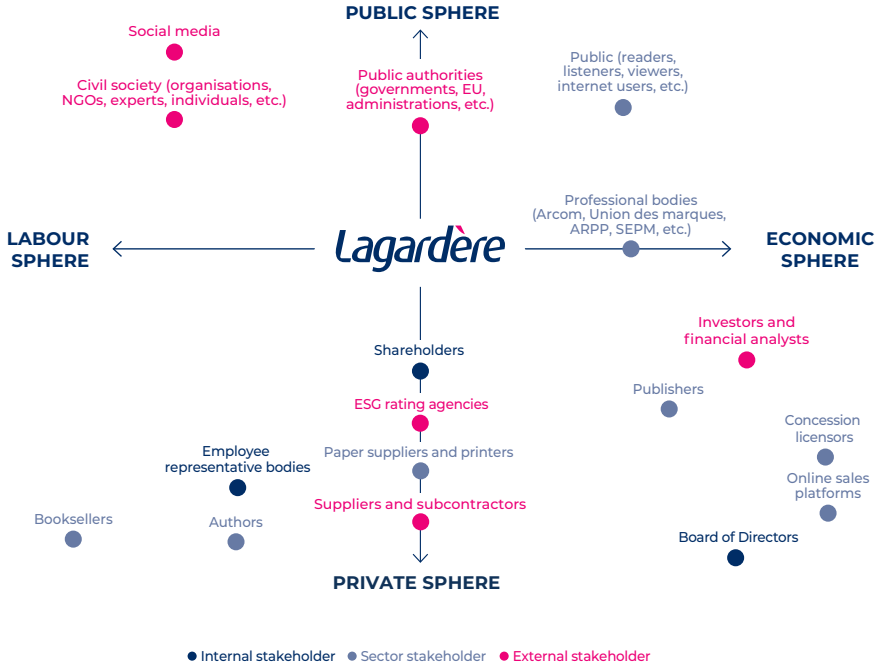 PUBLIC SPHERE
Social media
Civil society (organisations,
NGOs, experts, individuals, etc.)
Public authorities
(governments, EU,
administrations, etc.)
Public (readers,
listeners, viewers,
internet users, etc.)
Professional bodies
(Arcom, Union des marques,
ARPP, SEPM, etc.)
LABOUR
SPHERE
Lagardère
ECONOMIC
SPHERE
Investors and
financial analysts
Shareholders
Publishers
ESG rating agencies
Concession
licensors
Employee
representative bodies
Paper suppliers and printers
Online sales
platforms
Suppliers and subcontractors
Booksellers
Authors
Board of Directors
PRIVATE SPHERE
Internal stakeholder Sector stakeholder External stakeholder